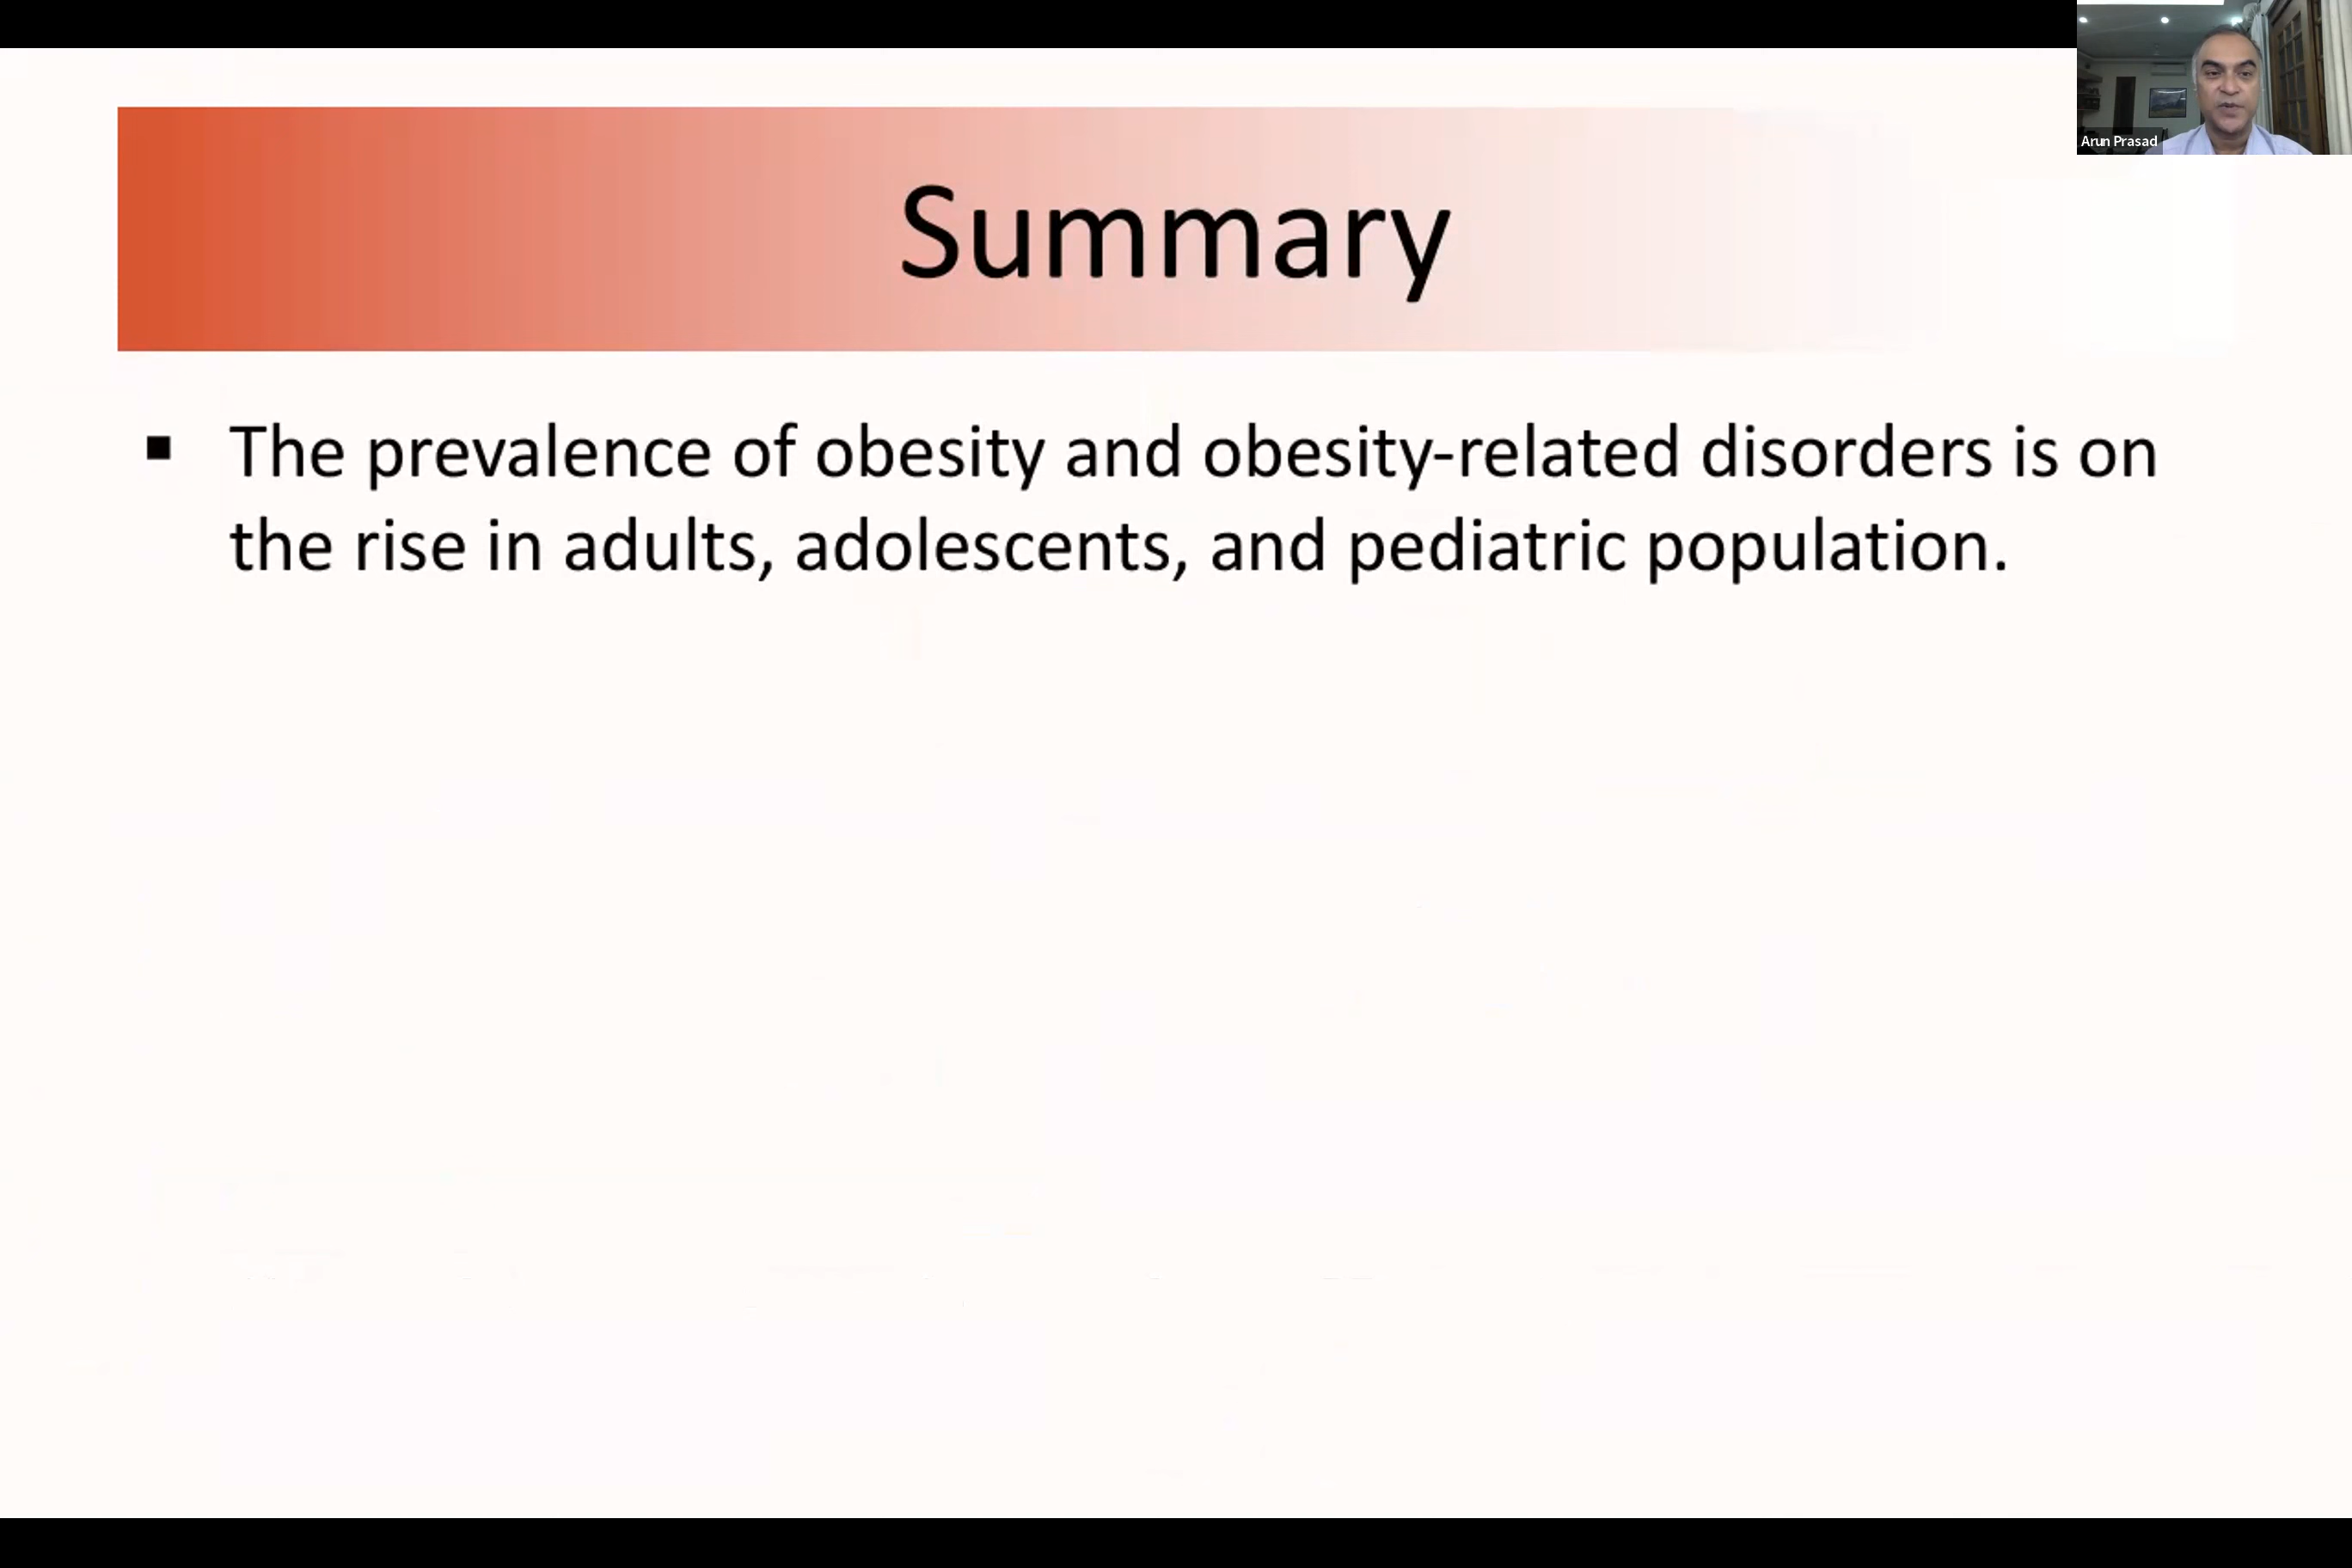 Arun Prasad
Summary
▪ The prevalence of obesity and obesity-related disorders is on
the rise in adults, adolescents, and pediatric population.